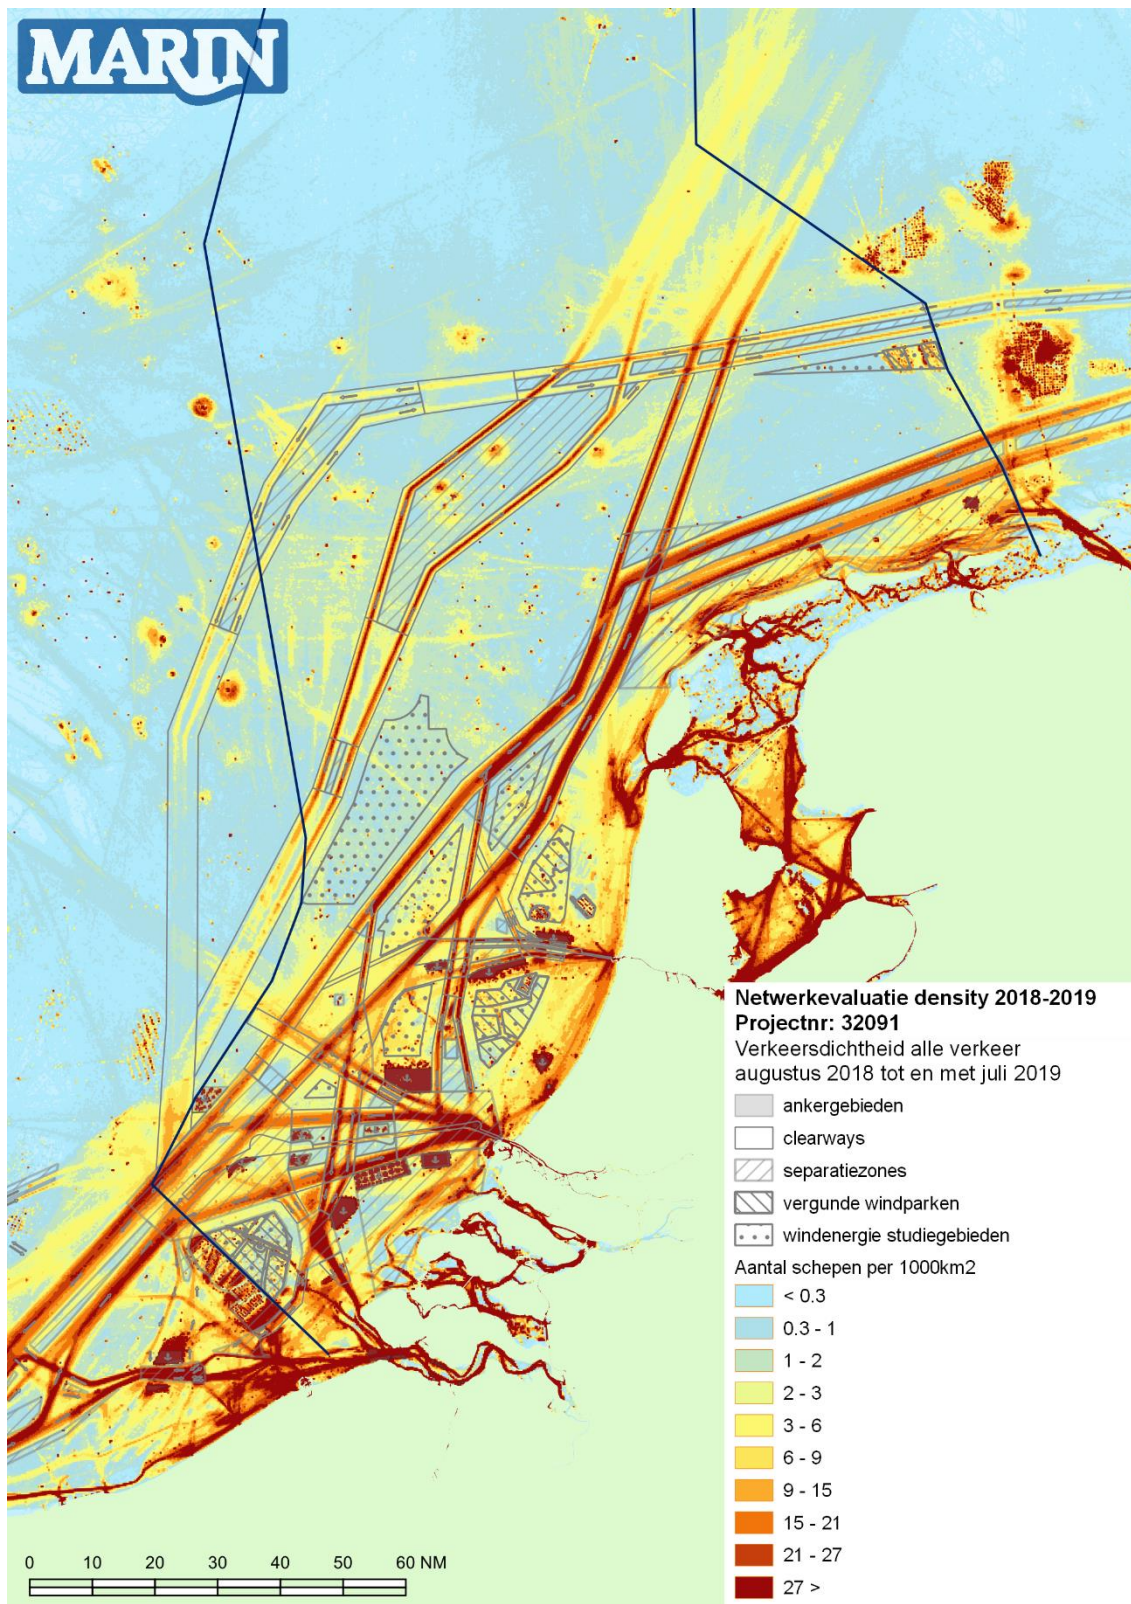 MARIN
Netwerkevaluatie density 2018-2019
Projectnr: 32091
Verkeersdichtheid alle verkeer
augustus 2018 tot en met juli 2019
ankergebieden
clearways
separatiezones
vergunde windparken
windenergie studiegebieden
Aantal schepen per 1000km2
< 0.3
0.3 - 1
1 - 2
2 - 3
3 - 6
6 - 9
9 - 15
15 - 21
21 - 27
27 >
0 10 20 30 40 50 60 NM